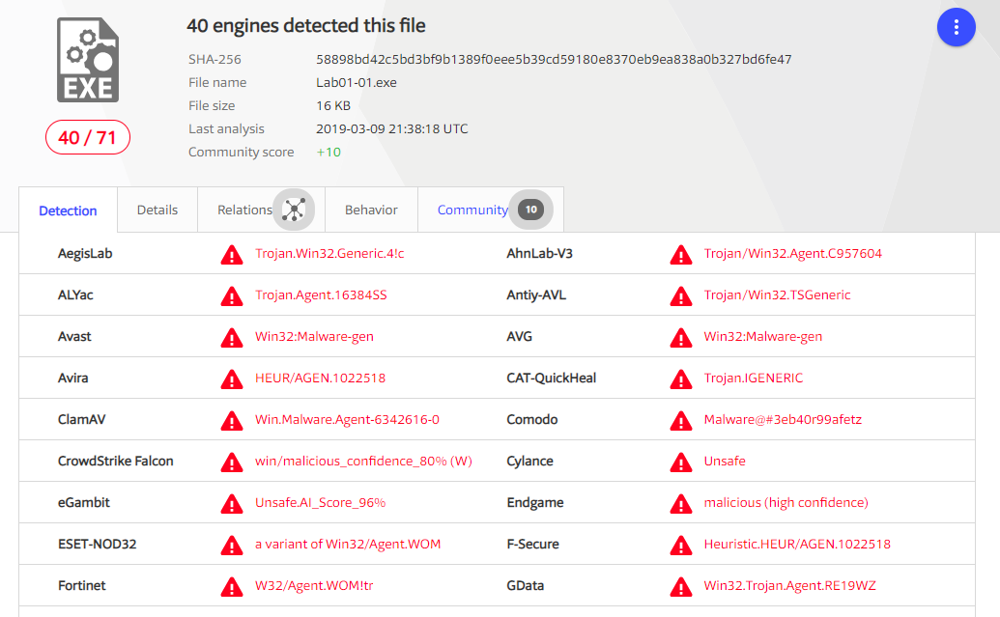 40 engines detected this file
SHA-256 58898bd42c5bd3bf9b1389f0eee5b39cd59180e8370eb9ea838a0b327bd6fe47
File name Lab01-01.exe
File size 16 KB
Last analysis 2019-03-09 21:38:18 UTC
Community score +10
EXE
40 / 71
Detection Details Relations Behavior Community 10
AegisLab Trojan.Win32.Generic.4!c AhnLab-V3 Trojan/Win32.Agent.C957604
ALYac Trojan.Agent.16384SS Antiy-AVL Trojan/Win32.TSGeneric
Avast Win32:Malware-gen AVG Win32:Malware-gen
Avira HEUR/AGEN.1022518 CAT-QuickHeal Trojan.IGENERIC
ClamAV Win.Malware.Agent-6342616-0 Comodo Malware@#3eb40r99afetz
CrowdStrike Falcon win/malicious_confidence_80% (W) Cylance Unsafe
eGambit Unsafe.AI_Score_96% Endgame malicious (high confidence)
ESET-NOD32 a variant of Win32/Agent.WOM F-Secure Heuristic.HEUR/AGEN.1022518
Fortinet W32/Agent.WOM!tr GData Win32.Trojan.Agent.RE19WZ